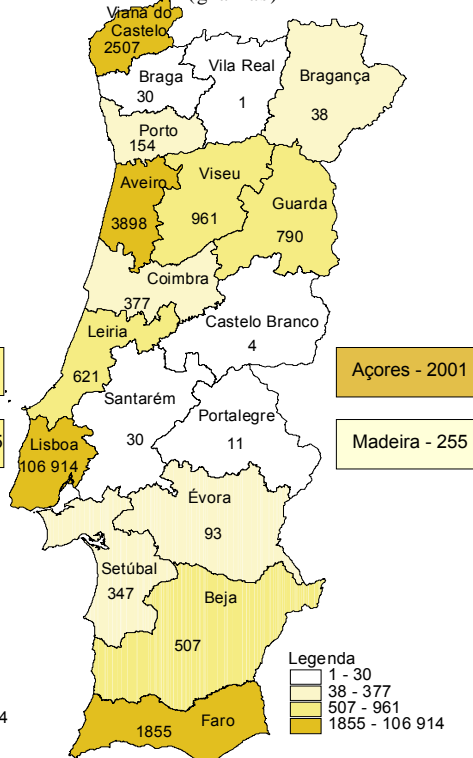 Viana do
Castelo
2507
Braga
30
Vila Real
1
Bragança
38
Porto
154
Aveiro
3898
Viseu
961
Guarda
790
Coimbra
377
Castelo Branco
4
Leiria
621
Santarém
30
Portalegre
11
Lisboa
106 914
Açores - 2001
Madeira - 255
Évora
93
Setúbal
347
Beja
507
Faro
1855
Legenda
1 - 30
38 - 377
507 - 961
1855 - 106 914